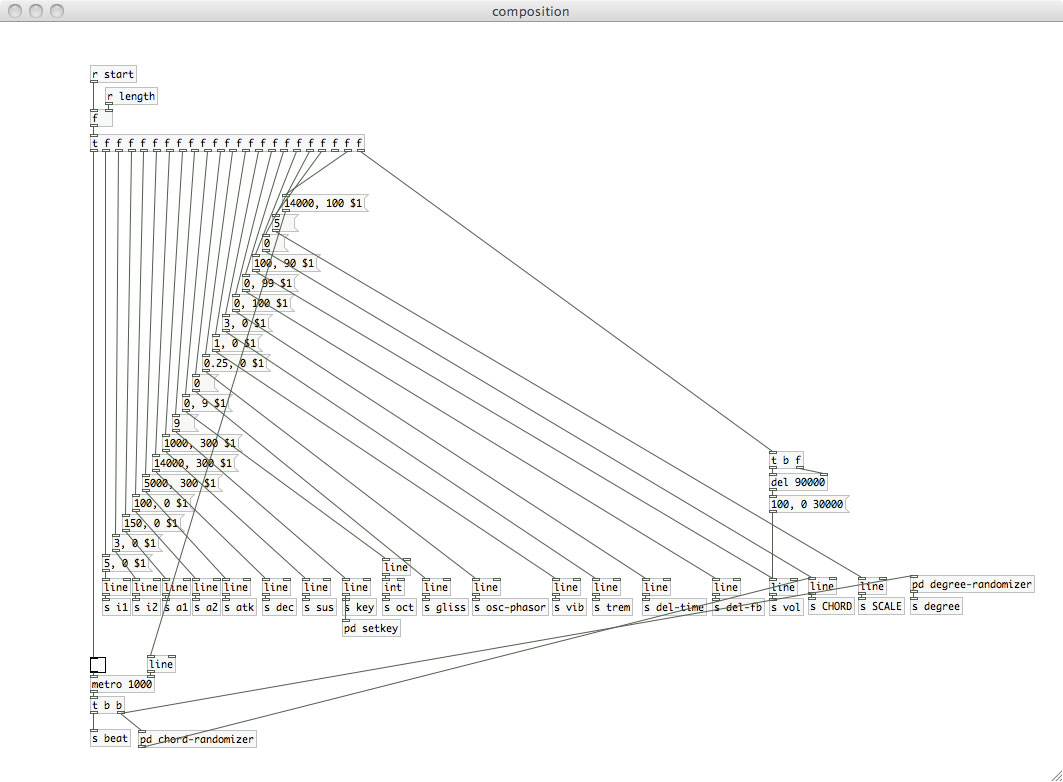 composition
r start
r length
f
t f f f f f f f f f f f f f f f f f f f f f f
14000, 100 $1
5
0
100, 90 $1
0, 99 $1
0, 100 $1
3, 0 $1
1, 0 $1
0.25, 0 $1
0
0, 9 $1
9
1000, 300 $1
14000, 300 $1
5000, 300 $1
100, 0 $1
150, 0 $1
3, 0 $1
5, 0 $1
t b f
del 90000
100, 0 30000
line
line line line line line line line line int line line line line line line line line line pd degree-randomizer
s i1 s i2 s a1 s a2 s atk s dec s sus s key s oct s gliss s osc-phasor s vib s trem s del-time s del-fb s vol s CHORD s SCALE s degree
pd setkey
line
metro 1000
t b b
s beat pd chord-randomizer